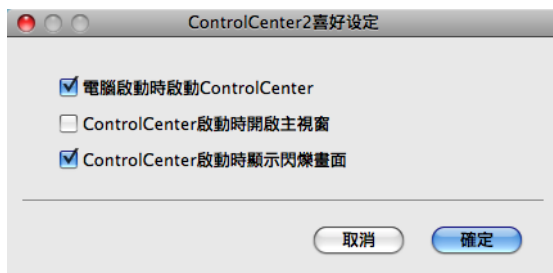 ControlCenter2喜好设定
電腦啟動時啟動ControlCenter
ControlCenter啟動時開啟主視窗
ControlCenter啟動時顯示閃爍畫面
取消
確定